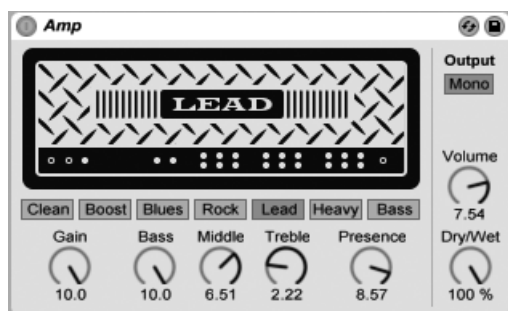 Amp
Output
Mono
LEAD
Volume
7.54
Clean Boost Blues Rock Lead Heavy Bass
Gain Bass Middle Treble Presence Dry/Wet
10.0 10.0 6.51 2.22 8.57 100 %